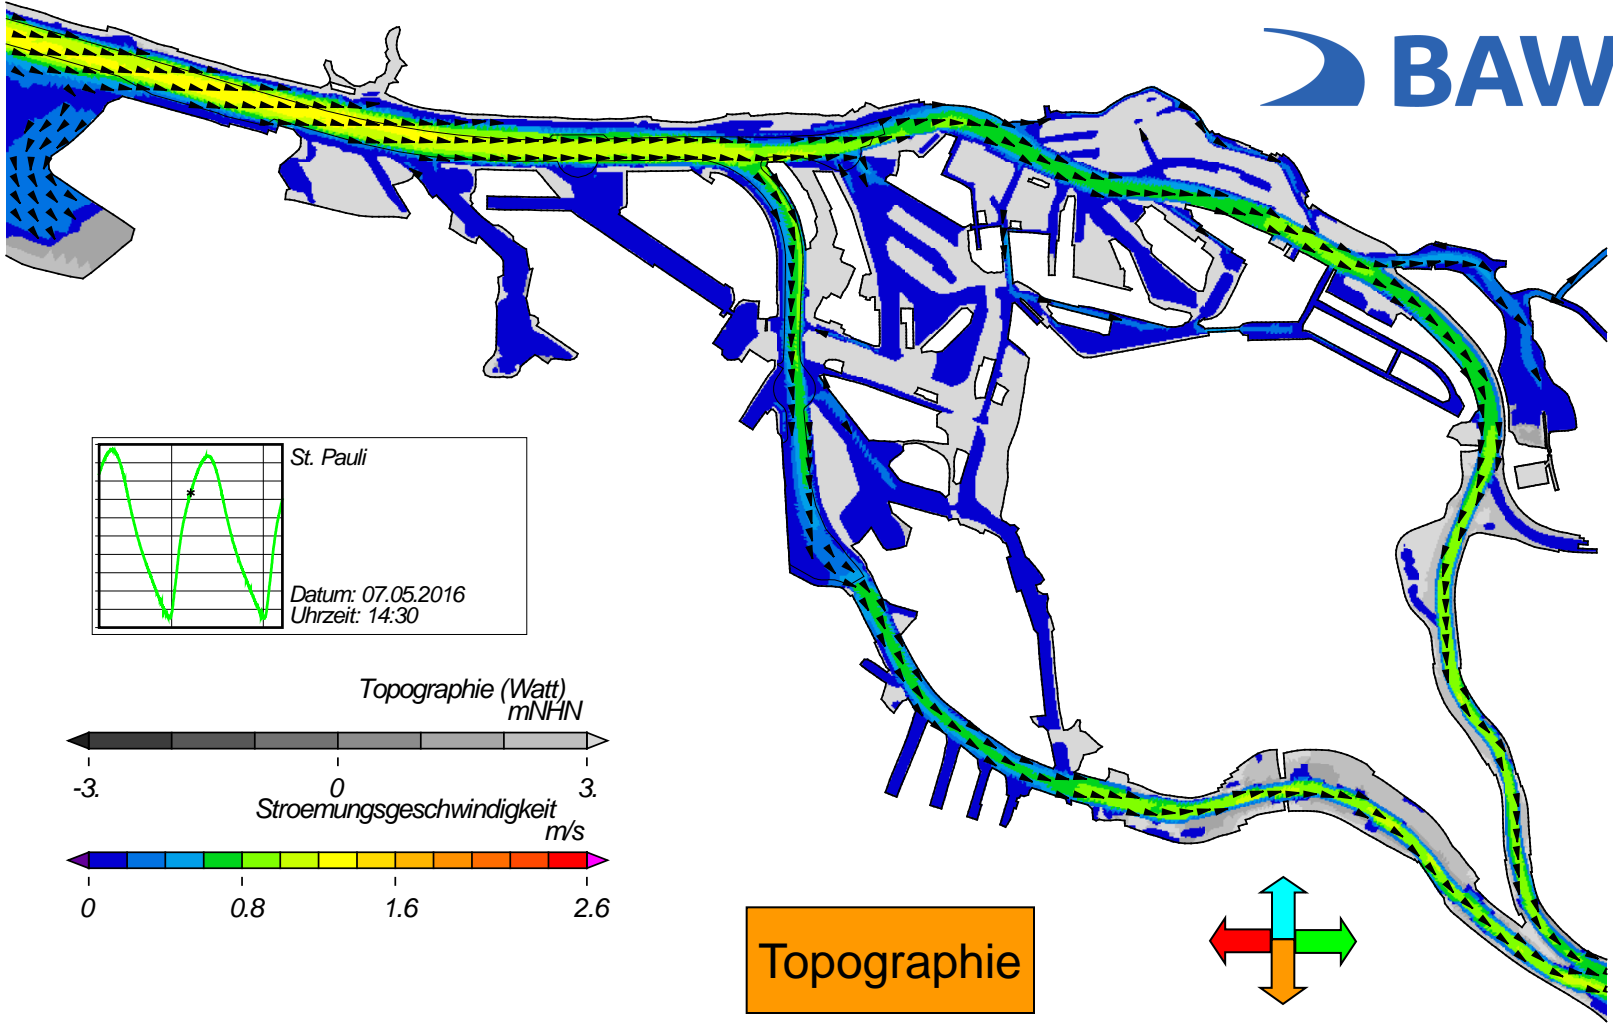 BAW
St. Pauli
Datum: 07.05.2016
Uhrzeit: 14:30
Topographie (Watt)
mNHN
-3. 0 3.
Stroemungsgeschwindigkeit
m/s
0 0.8 1.6 2.6
Topographie